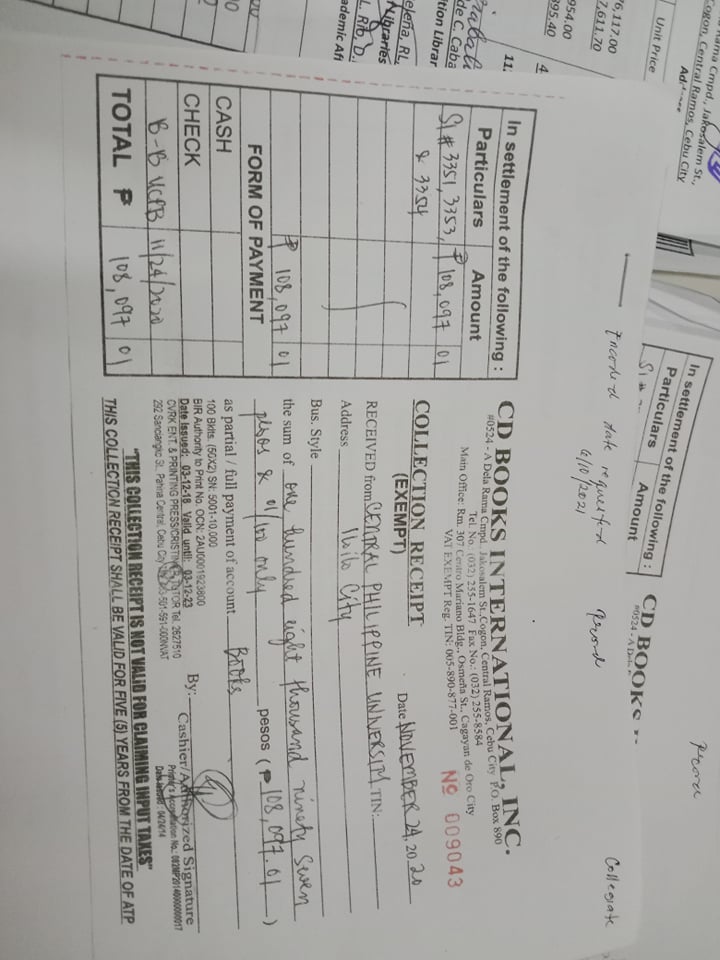 Rama Cmpd., Jakosalem St.,
Cogon, Central Ramos, Cebu City
Unit Price
76,117.00
7,611.70
954.00
895.40
4
11.
de C. Caba
ition Librar
eleña, RL,
Libraries
L. Rio, D.
ademic Aff
In settlement of the following :
Particulars Amount
SI #
CD BOOKS
#0524 - A Dela
Record
Encoded date requested
6/10/2021
Record
Collegiate
In settlement of the following :
Particulars Amount
SI # 3351, 3353, ₱ 108,097 01
& 3354
₱ 108,097 01
FORM OF PAYMENT
CASH
CHECK
B-B UCPB 11/24/2020
TOTAL ₱ 108,097 01
CD BOOKS INTERNATIONAL, INC.
#0524 - A Dela Rama Cmpd., Jakosalem St.,Cogon, Central Ramos, Cebu City P.O. Box 890
Tel. No.: (032) 255-1647 Fax No.: (032) 255-8584
Main Office: Rm. 307 Centro Mariano Bldg., Osmeña St., Cagayan de Oro City
VAT EXEMPT Reg. TIN: 005-890-877-001
Nº 009043
COLLECTION RECEIPT
(EXEMPT)
Date NOVEMBER 24, 2020
RECEIVED from CENTRAL PHILIPPINE UNIVERSITY TIN:
Address Iloilo City
Bus. Style
the sum of one hundred eight thousand ninety seven
pesos & 01/100 only pesos (₱ 108,097.01 )
as partial / full payment of account Books
100 Bklts. (50X2) SN: 5001-10,000
BIR Authority to Print No. OCN: 2AU0001923800
Date Issued: 03-12-18 Valid until: 03-12-23
CVRK ENT. & PRINTING PRESS/CRISTIN TUTOR Tel. 2627510
292 Sanciangko St., Pahina Central, Cebu City 501-591-000NVAT
By:
Cashier/Authorized Signature
Printer's Accreditation No.: 082MP20140000000017
Date Issued : 04/24/14
"THIS COLLECTION RECEIPT IS NOT VALID FOR CLAIMING INPUT TAXES"
THIS COLLECTION RECEIPT SHALL BE VALID FOR FIVE (5) YEARS FROM THE DATE OF ATP